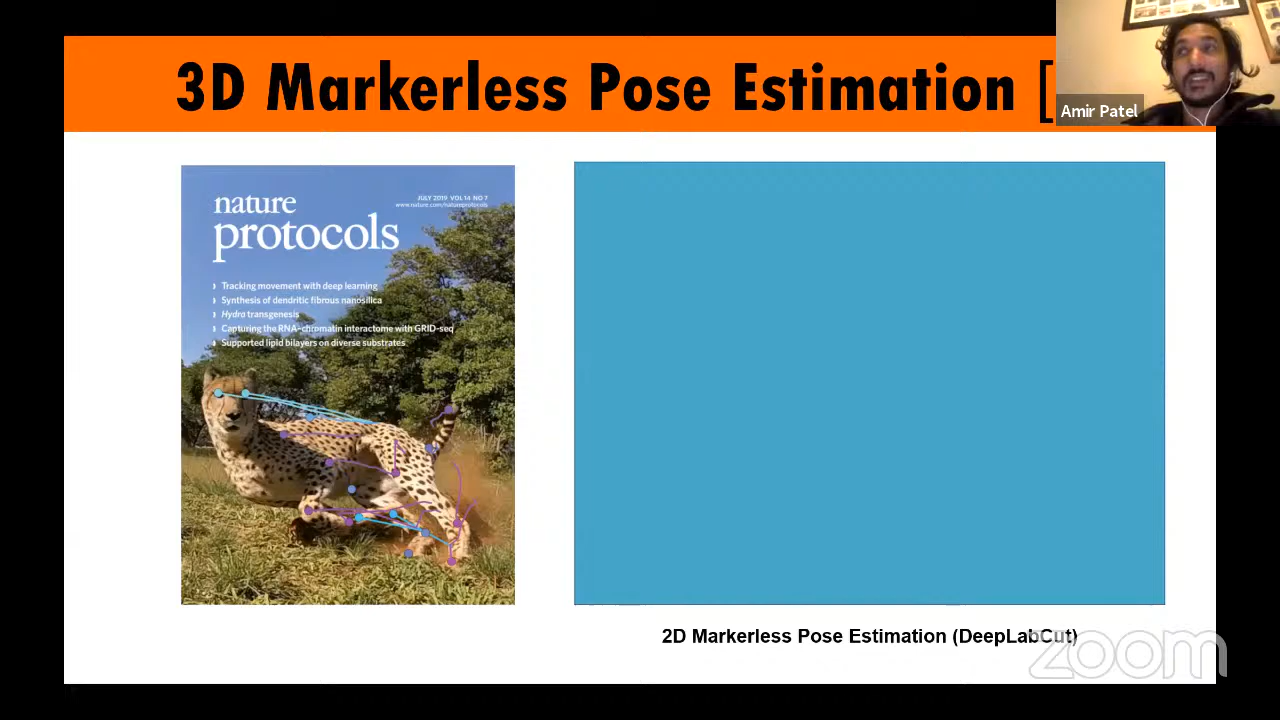 3D Markerless Pose Estimation [
Amir Patel
nature
protocols
JULY 2019 VOL 14 NO 7
www.nature.com/natureprotocols
Tracking movement with deep learning
Synthesis of dendritic fibrous nanosilica
Hydra transgenesis
Capturing the RNA–chromatin interactome with GRID-seq
Supported lipid bilayers on diverse substrates
2D Markerless Pose Estimation (DeepLabCut)
zoom